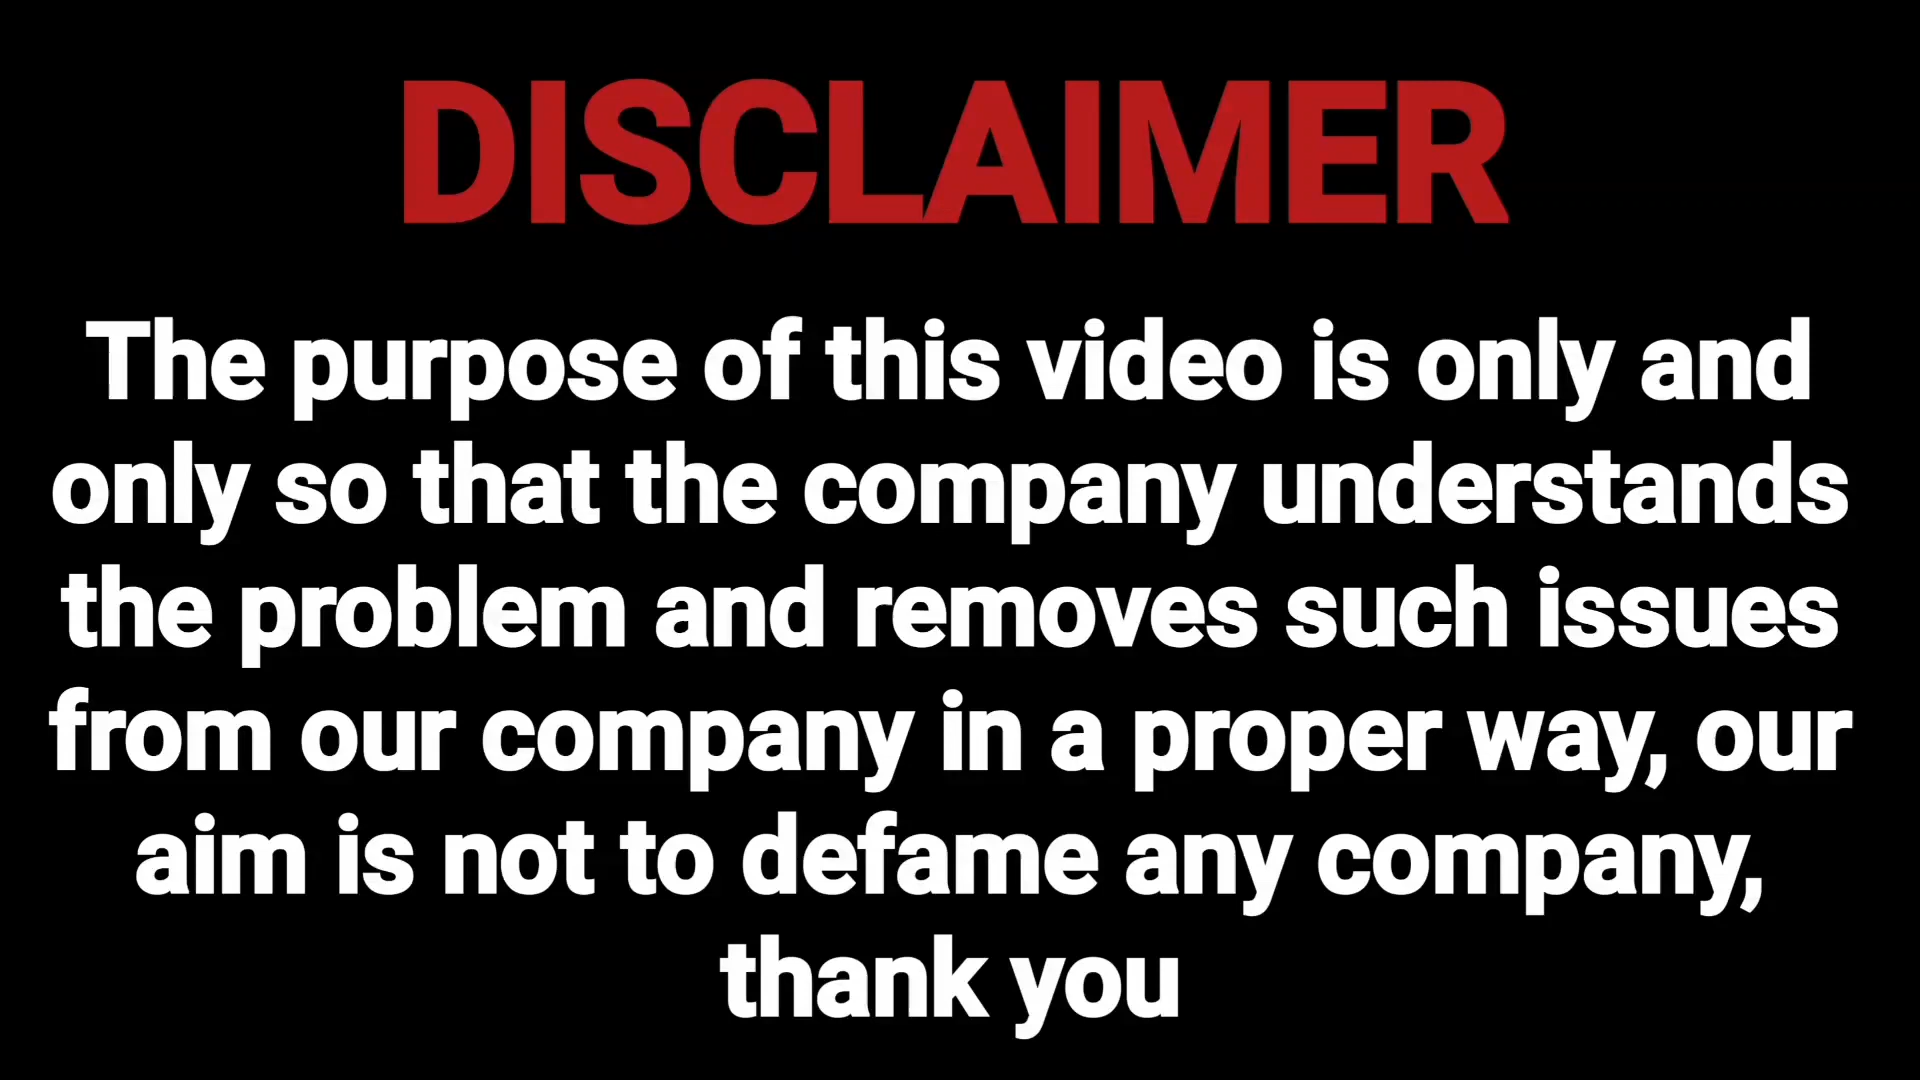 DISCLAIMER
The purpose of this video is only and
only so that the company understands
the problem and removes such issues
from our company in a proper way, our
aim is not to defame any company,
thank you